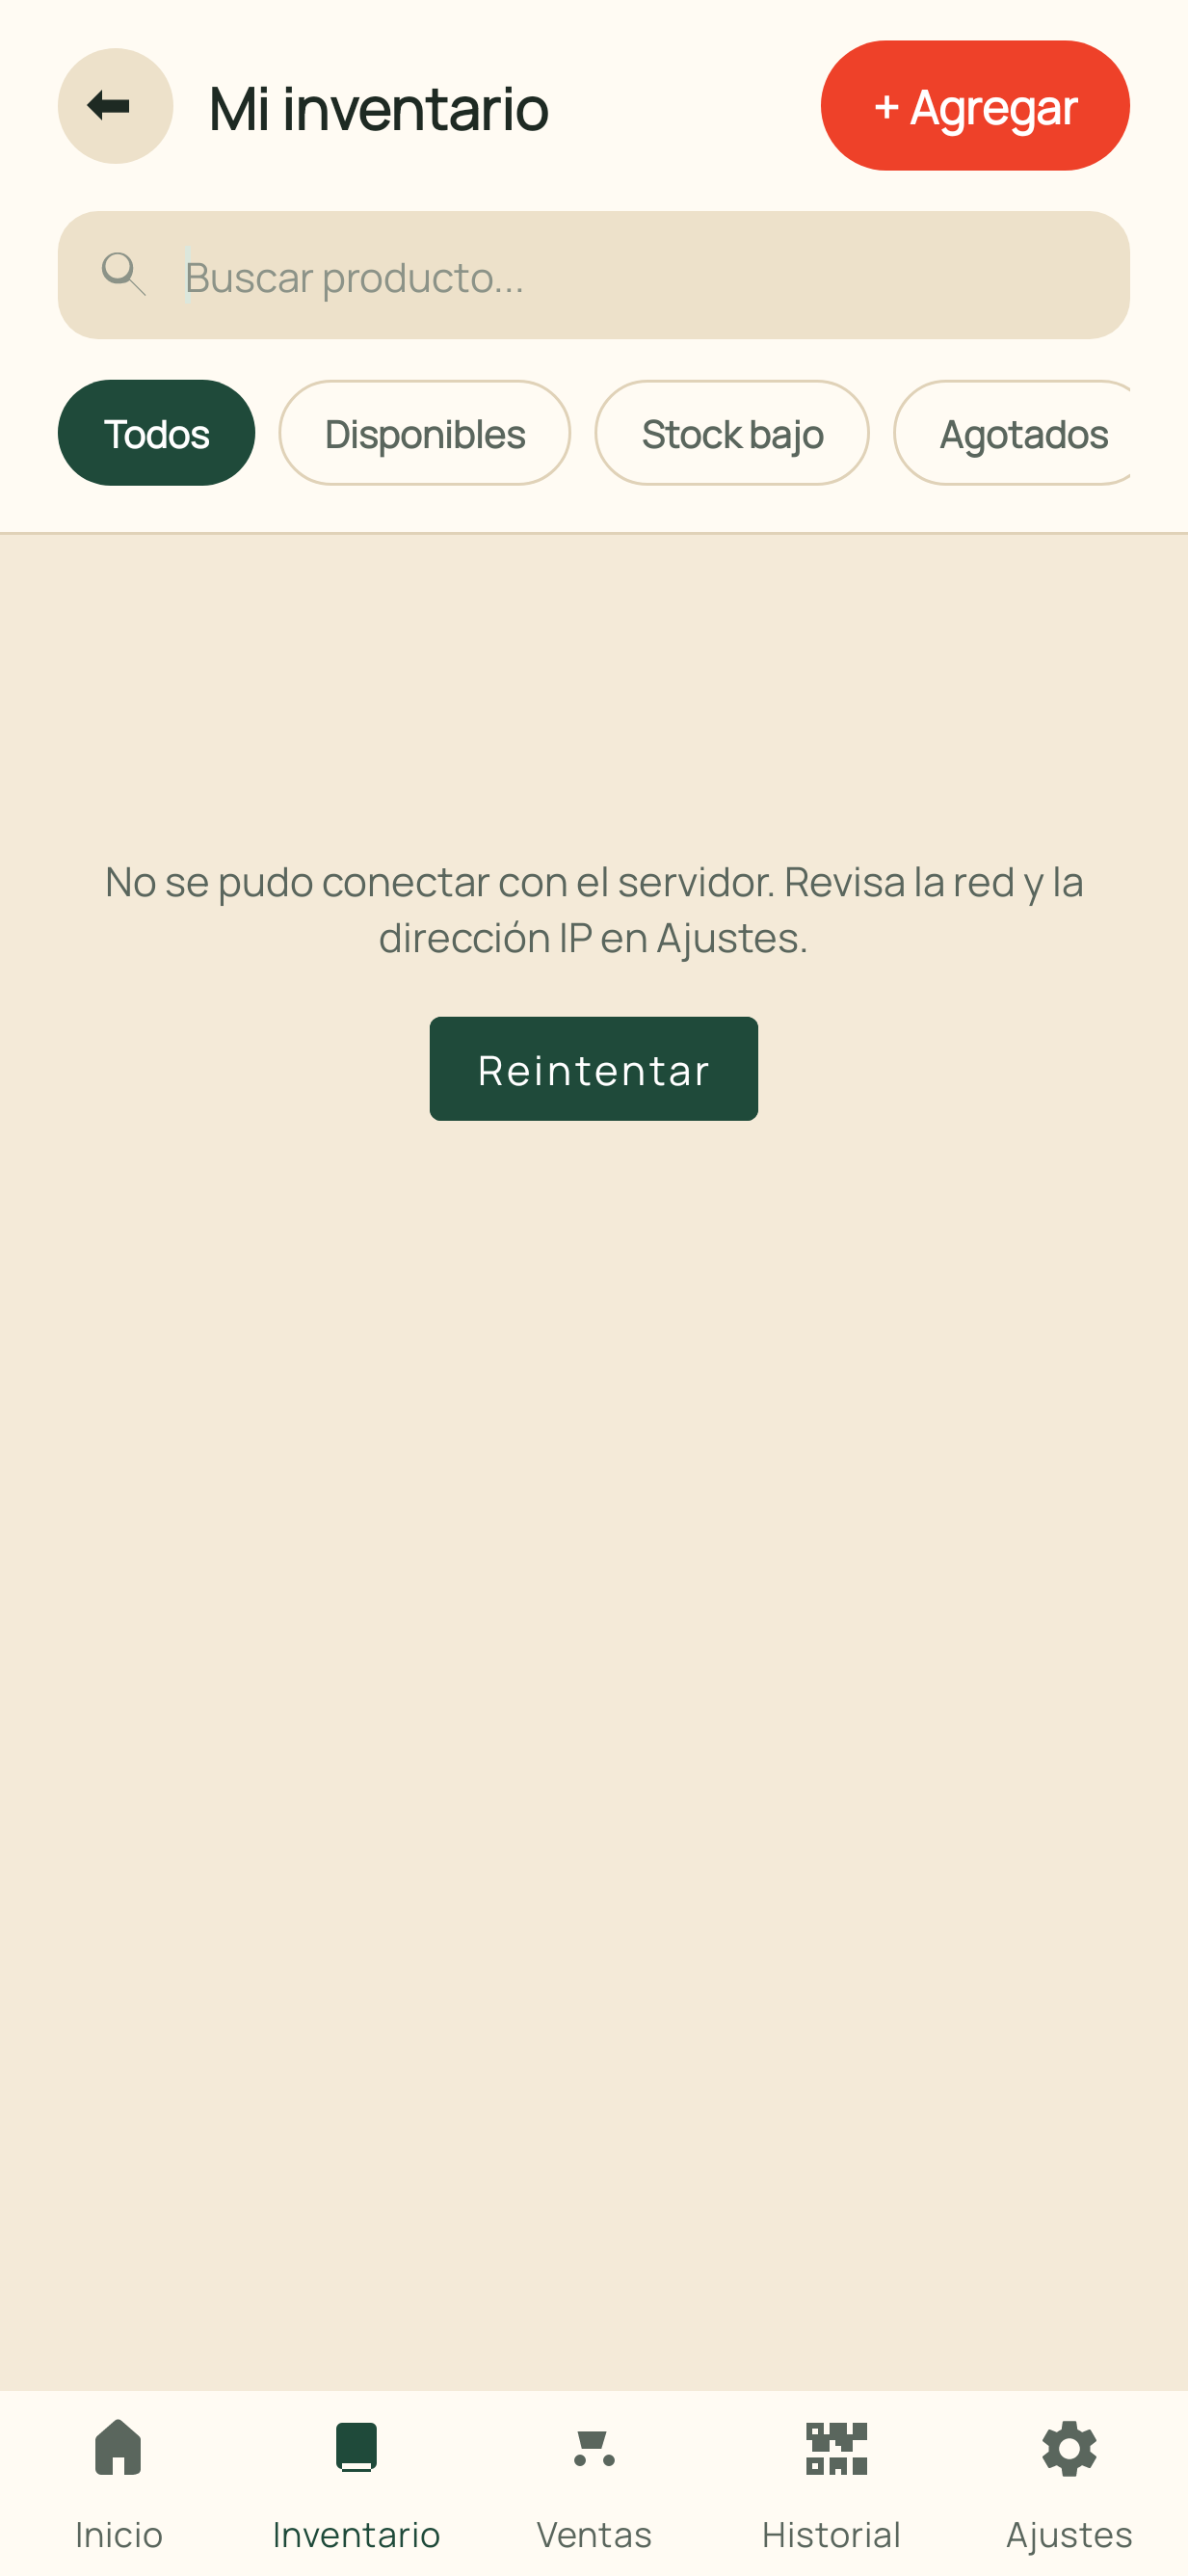 Mi inventario
+ Agregar
Buscar producto...
Todos
Disponibles
Stock bajo
Agotados
No se pudo conectar con el servidor. Revisa la red y la
dirección IP en Ajustes.
Reintentar
Inicio
Inventario
Ventas
Historial
Ajustes